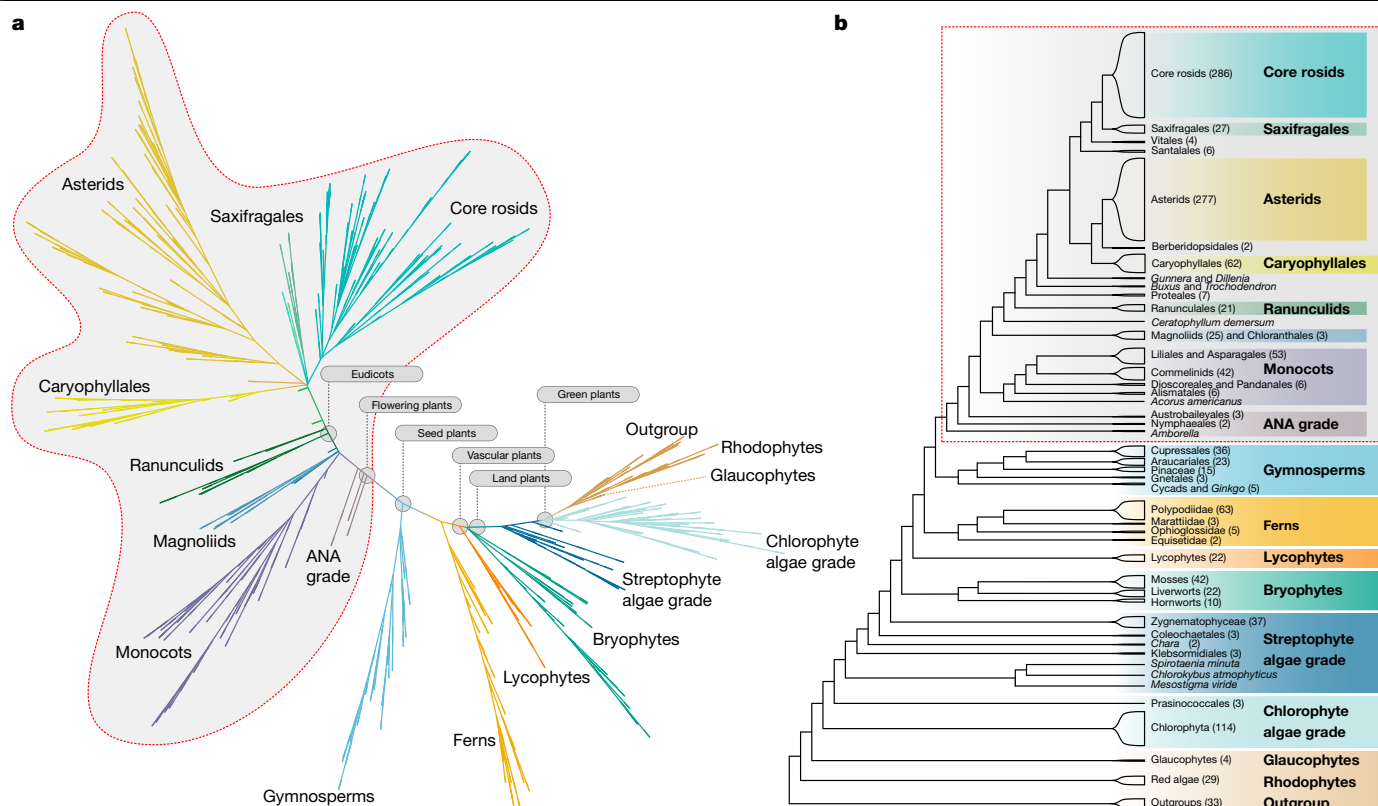 a
Asterids
Saxifragales
Core rosids
Caryophyllales
Eudicots
Flowering plants
Seed plants
Vascular plants
Land plants
Green plants
Outgroup
Rhodophytes
Glaucophytes
Ranunculids
Magnoliids
ANA
grade
Monocots
Chlorophyte
algae grade
Streptophyte
algae grade
Bryophytes
Lycophytes
Ferns
Gymnosperms
b
Core rosids (286) Core rosids
Saxifragales (27) Saxifragales
Vitales (4)
Santalales (6)
Asterids (277) Asterids
Berberidopsidales (2)
Caryophyllales (62) Caryophyllales
Gunnera and Dillenia
Buxus and Trochodendron
Proteales (7)
Ranunculales (21) Ranunculids
Ceratophyllum demersum
Magnoliids (25) and Chloranthales (3)
Liliales and Asparagales (53)
Monocots
Commelinids (42)
Dioscoreales and Pandanales (6)
Alismatales (6)
Acorus americanus
Austrobaileyales (3)
Nymphaeales (2) ANA grade
Amborella
Cupressales (36)
Araucariales (23)
Pinaceae (15) Gymnosperms
Gnetales (3)
Cycads and Ginkgo (5)
Polypodiidae (63)
Marattiidae (3)
Ferns
Ophioglossidae (5)
Equisetidae (2)
Lycophytes (22) Lycophytes
Mosses (42)
Liverworts (22) Bryophytes
Hornworts (10)
Zygnematophyceae (37)
Coleochaetales (3) Streptophyte
Chara (2)
Klebsormidiales (3) algae grade
Spirotaenia minuta
Chlorokybus atmophyticus
Mesostigma viride
Prasinococcales (3) Chlorophyte
Chlorophyta (114) algae grade
Glaucophytes (4) Glaucophytes
Red algae (29) Rhodophytes
Outgroups (33) Outgroup